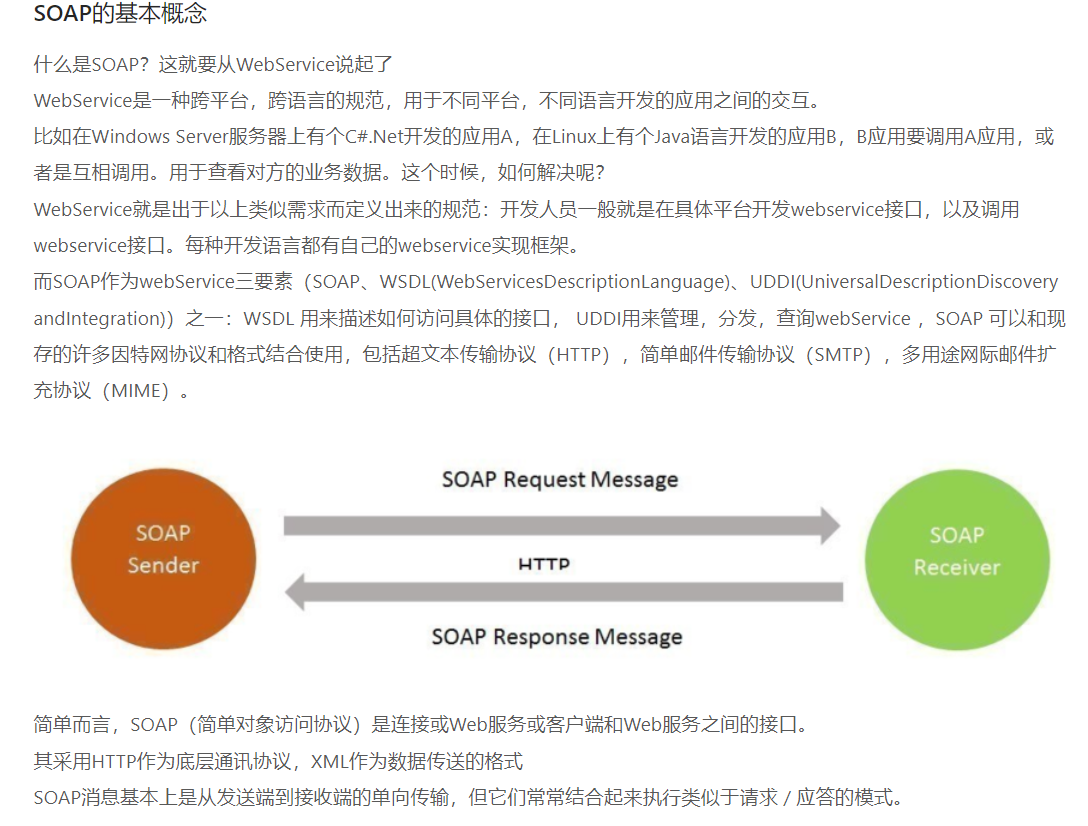 SOAP的基本概念
什么是SOAP？这就要从WebService说起了
WebService是一种跨平台，跨语言的规范，用于不同平台，不同语言开发的应用之间的交互。
比如在Windows Server服务器上有个C#.Net开发的应用A，在Linux上有个Java语言开发的应用B，B应用要调用A应用，或
者是互相调用。用于查看对方的业务数据。这个时候，如何解决呢？
WebService就是出于以上类似需求而定义出来的规范：开发人员一般就是在具体平台开发webservice接口，以及调用
webservice接口。每种开发语言都有自己的webservice实现框架。
而SOAP作为webService三要素（SOAP、WSDL(WebServicesDescriptionLanguage)、UDDI(UniversalDescriptionDiscovery
andIntegration)）之一：WSDL 用来描述如何访问具体的接口， UDDI用来管理，分发，查询webService ，SOAP 可以和现
存的许多因特网协议和格式结合使用，包括超文本传输协议（HTTP），简单邮件传输协议（SMTP），多用途网际邮件扩
充协议（MIME）。
SOAP Request Message
SOAP
Sender
HTTP
SOAP
Receiver
SOAP Response Message
简单而言，SOAP（简单对象访问协议）是连接或Web服务或客户端和Web服务之间的接口。
其采用HTTP作为底层通讯协议，XML作为数据传送的格式
SOAP消息基本上是从发送端到接收端的单向传输，但它们常常结合起来执行类似于请求 / 应答的模式。